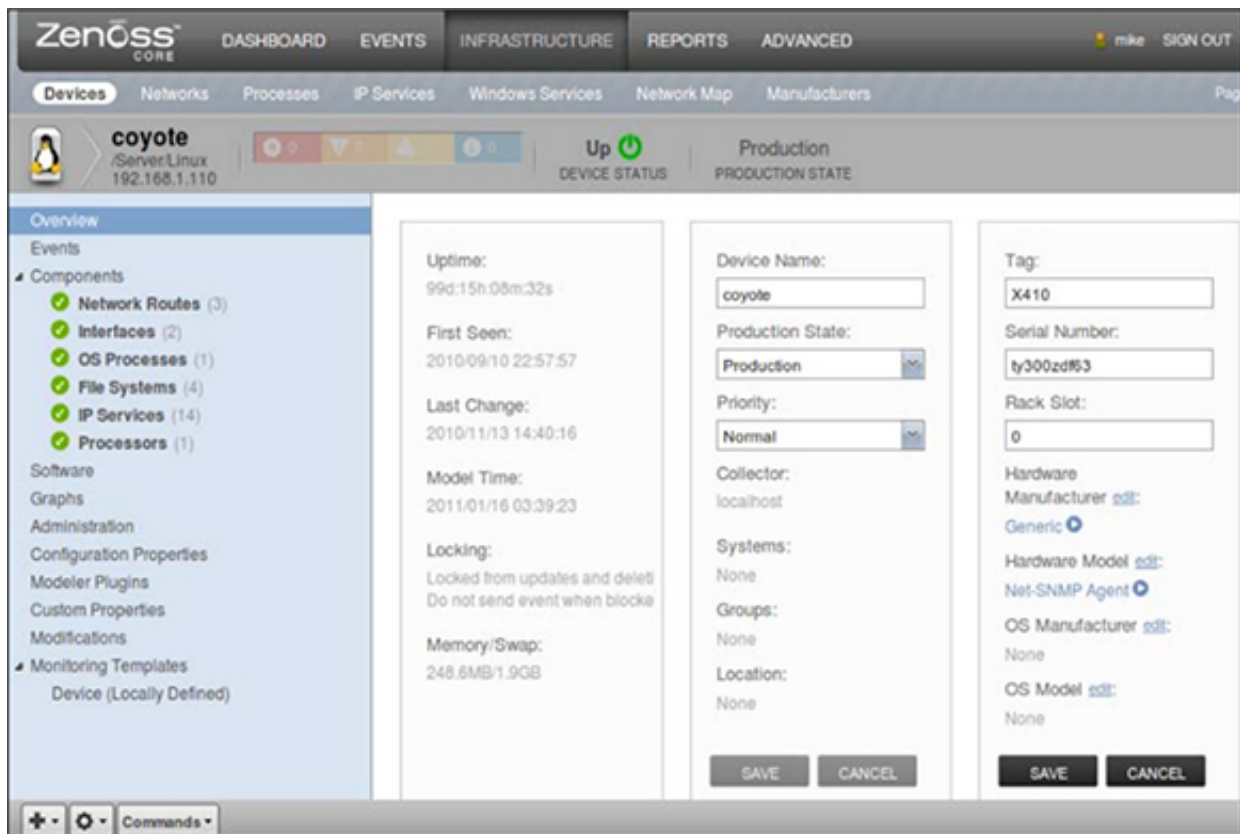 Zenoss™
CORE
DASHBOARD EVENTS INFRASTRUCTURE REPORTS ADVANCED mike SIGN OUT
Devices Networks Processes IP Services Windows Services Network Map Manufacturers Pag
coyote
/Server/Linux
192.168.1.110
0 0 0
Up
DEVICE STATUS
Production
PRODUCTION STATE
Overview
Events
Components
Network Routes (3)
Interfaces (2)
OS Processes (1)
File Systems (4)
IP Services (14)
Processors (1)
Software
Graphs
Administration
Configuration Properties
Modeler Plugins
Custom Properties
Modifications
Monitoring Templates
Device (Locally Defined)
Uptime:
99d:15h:08m:32s
First Seen:
2010/09/10 22:57:57
Last Change:
2010/11/13 14:40:16
Model Time:
2011/01/16 03:39:23
Locking:
Locked from updates and deleti
Do not send event when blocke
Memory/Swap:
248.6MB/1.9GB
Device Name:
coyote
Production State:
Production
Priority:
Normal
Collector:
localhost
Systems:
None
Groups:
None
Location:
None
SAVE CANCEL
Tag:
X410
Serial Number:
ty300zdf63
Rack Slot:
0
Hardware
Manufacturer edit:
Generic
Hardware Model edit:
Net-SNMP Agent
OS Manufacturer edit:
None
OS Model edit:
None
SAVE CANCEL
Commands